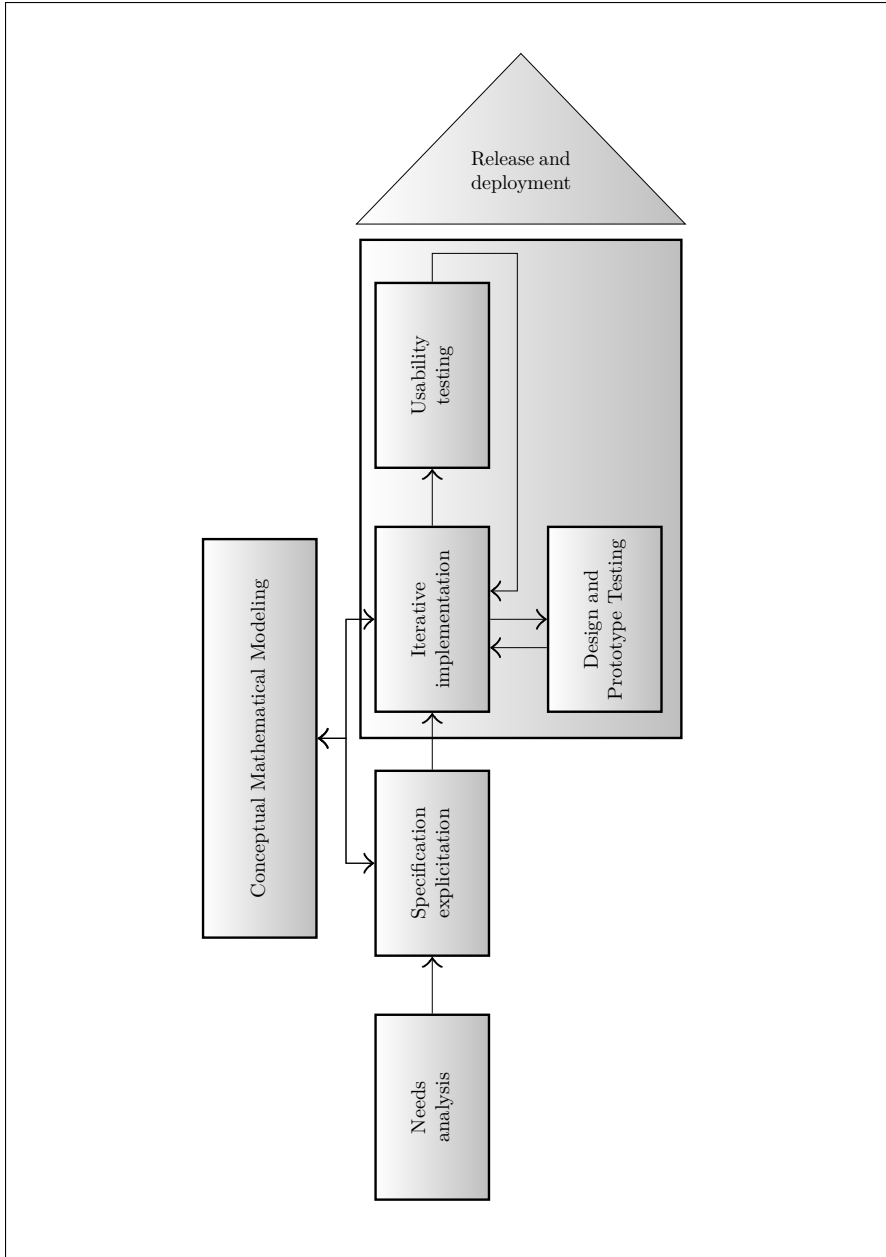 Release and
deployment
Usability
testing
Conceptual Mathematical Modeling
Iterative
implementation
Design and
Prototype Testing
Specification
explicitation
Needs
analysis